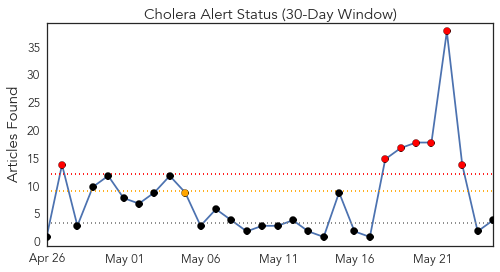 Cholera Alert Status (30-Day Window)
Articles Found
35
30
25
20
15
10
5
0
Apr 26
May 01
May 06
May 11
May 16
May 21